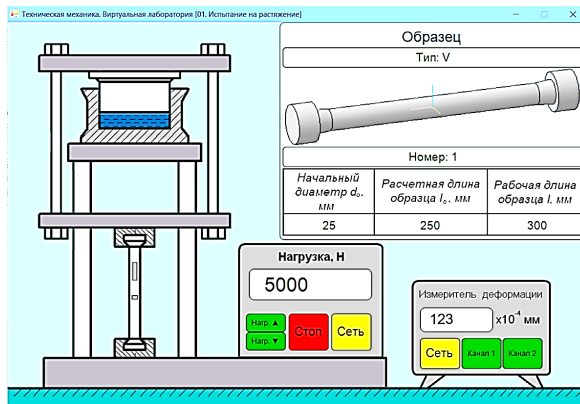 Техническая механика. Виртуальная лаборатория [01. Испытание на растяжение]
Образец
Тип: V
Номер: 1
Начальный диаметр d₀, мм
Расчетная длина образца l₀, мм
Рабочая длина образца l, мм
25 250 300
Нагрузка, Н
5000
Нагр. ▲
Нагр. ▼
Стоп
Сеть
Измеритель деформации
123 x10⁻⁴ мм
Сеть Канал 1 Канал 2